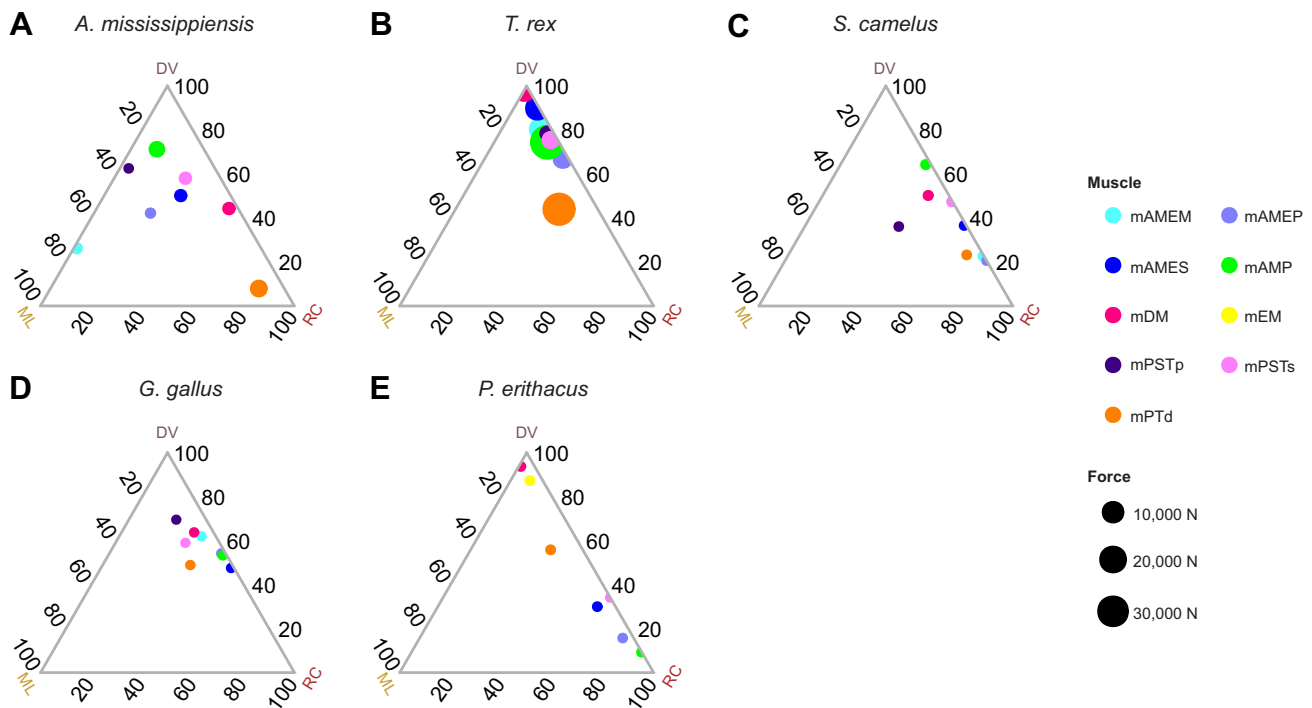 A A. mississippiensis
DV
100
20 80
40 60
60 40
80 20
100
ML 20 40 60 80 100 RC
B T. rex
DV
100
20 80
40 60
60 40
80 20
100
ML 20 40 60 80 100 RC
C S. camelus
DV
100
20 80
40 60
60 40
80 20
100
ML 20 40 60 80 100 RC
D G. gallus
DV
100
20 80
40 60
60 40
80 20
100
ML 20 40 60 80 100 RC
E P. erithacus
DV
100
20 80
40 60
60 40
80 20
100
ML 20 40 60 80 100 RC
Muscle
mAMEM mAMEP
mAMES mAMP
mDM mEM
mPSTp mPSTs
mPTd
Force
10,000 N
20,000 N
30,000 N